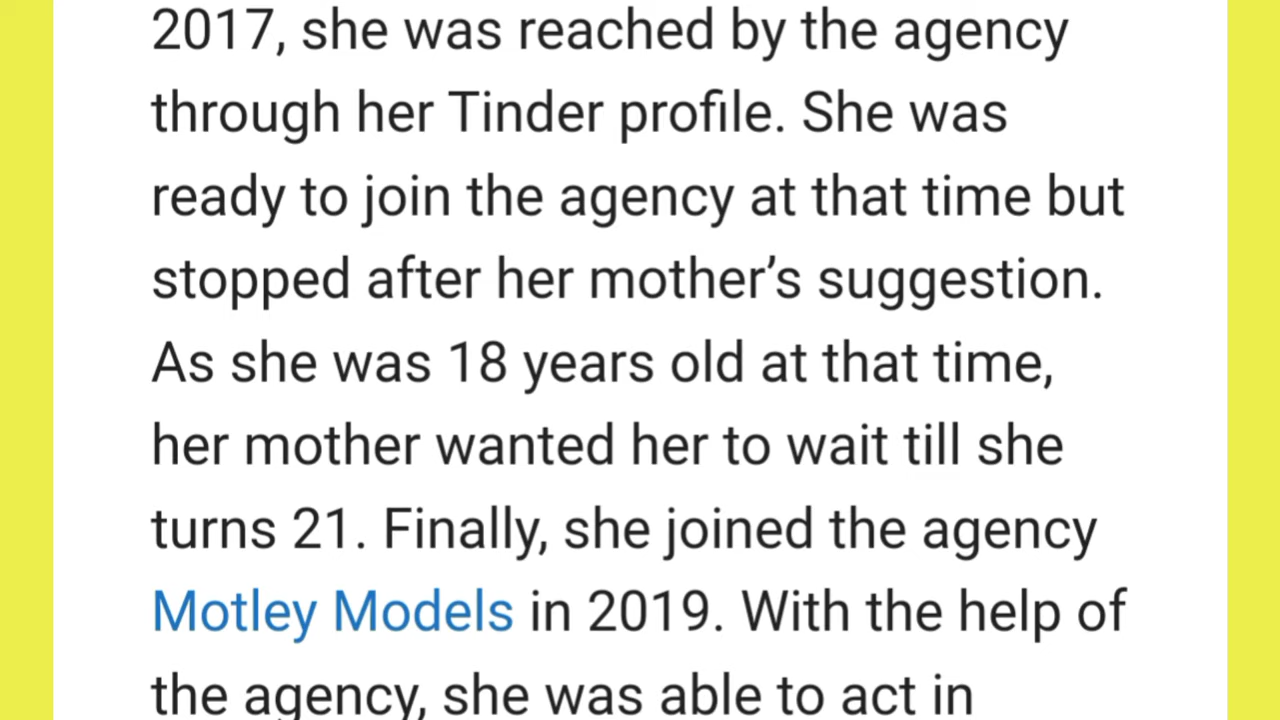 2017, she was reached by the agency
through her Tinder profile. She was
ready to join the agency at that time but
stopped after her mother’s suggestion.
As she was 18 years old at that time,
her mother wanted her to wait till she
turns 21. Finally, she joined the agency
Motley Models in 2019. With the help of
the agency, she was able to act in